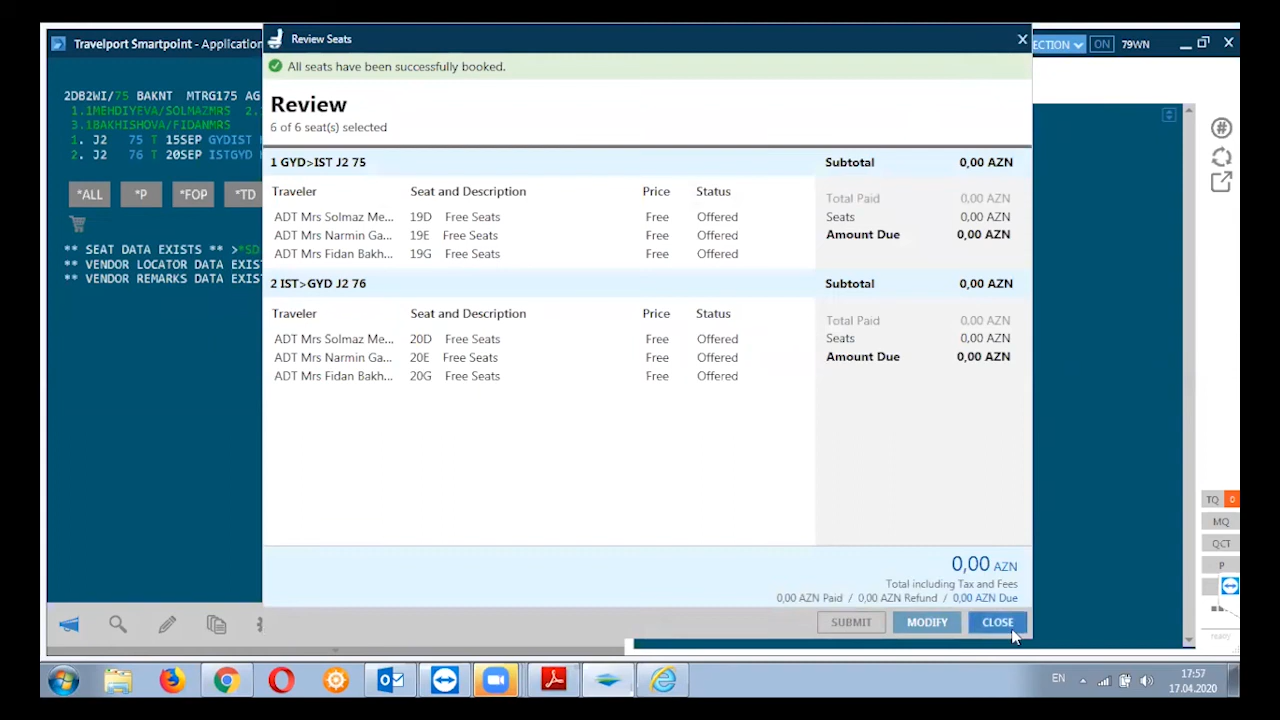 Travelport Smartpoint - Application
Review Seats
ECTION
ON
79WN
All seats have been successfully booked.
2DB2WI/75 BAKNT MTRG175 AG
1.1MEHDIYEVA/SOLMAZMRS 2.
3.1BAKHISHOVA/FIDANMRS
1. J2 75 T 15SEP GYDIST
2. J2 76 T 20SEP ISTGYD
*ALL
*P
*FOP
*TD
** SEAT DATA EXISTS ** >*SD
** VENDOR LOCATOR DATA EXIS
** VENDOR REMARKS DATA EXIS
Review
6 of 6 seat(s) selected
1 GYD>IST J2 75
Subtotal 0,00 AZN
Traveler Seat and Description Price Status
Total Paid 0,00 AZN
ADT Mrs Solmaz Me... 19D Free Seats Free Offered
Seats 0,00 AZN
ADT Mrs Narmin Ga... 19E Free Seats Free Offered
Amount Due 0,00 AZN
ADT Mrs Fidan Bakh... 19G Free Seats Free Offered
2 IST>GYD J2 76
Subtotal 0,00 AZN
Traveler Seat and Description Price Status
Total Paid 0,00 AZN
ADT Mrs Solmaz Me... 20D Free Seats Free Offered
Seats 0,00 AZN
ADT Mrs Narmin Ga... 20E Free Seats Free Offered
Amount Due 0,00 AZN
ADT Mrs Fidan Bakh... 20G Free Seats Free Offered
0,00 AZN
Total including Tax and Fees
0,00 AZN Paid / 0,00 AZN Refund / 0,00 AZN Due
SUBMIT
MODIFY
CLOSE
TQ 0
MQ
QCT
P
ready
EN
17:57
17.04.2020